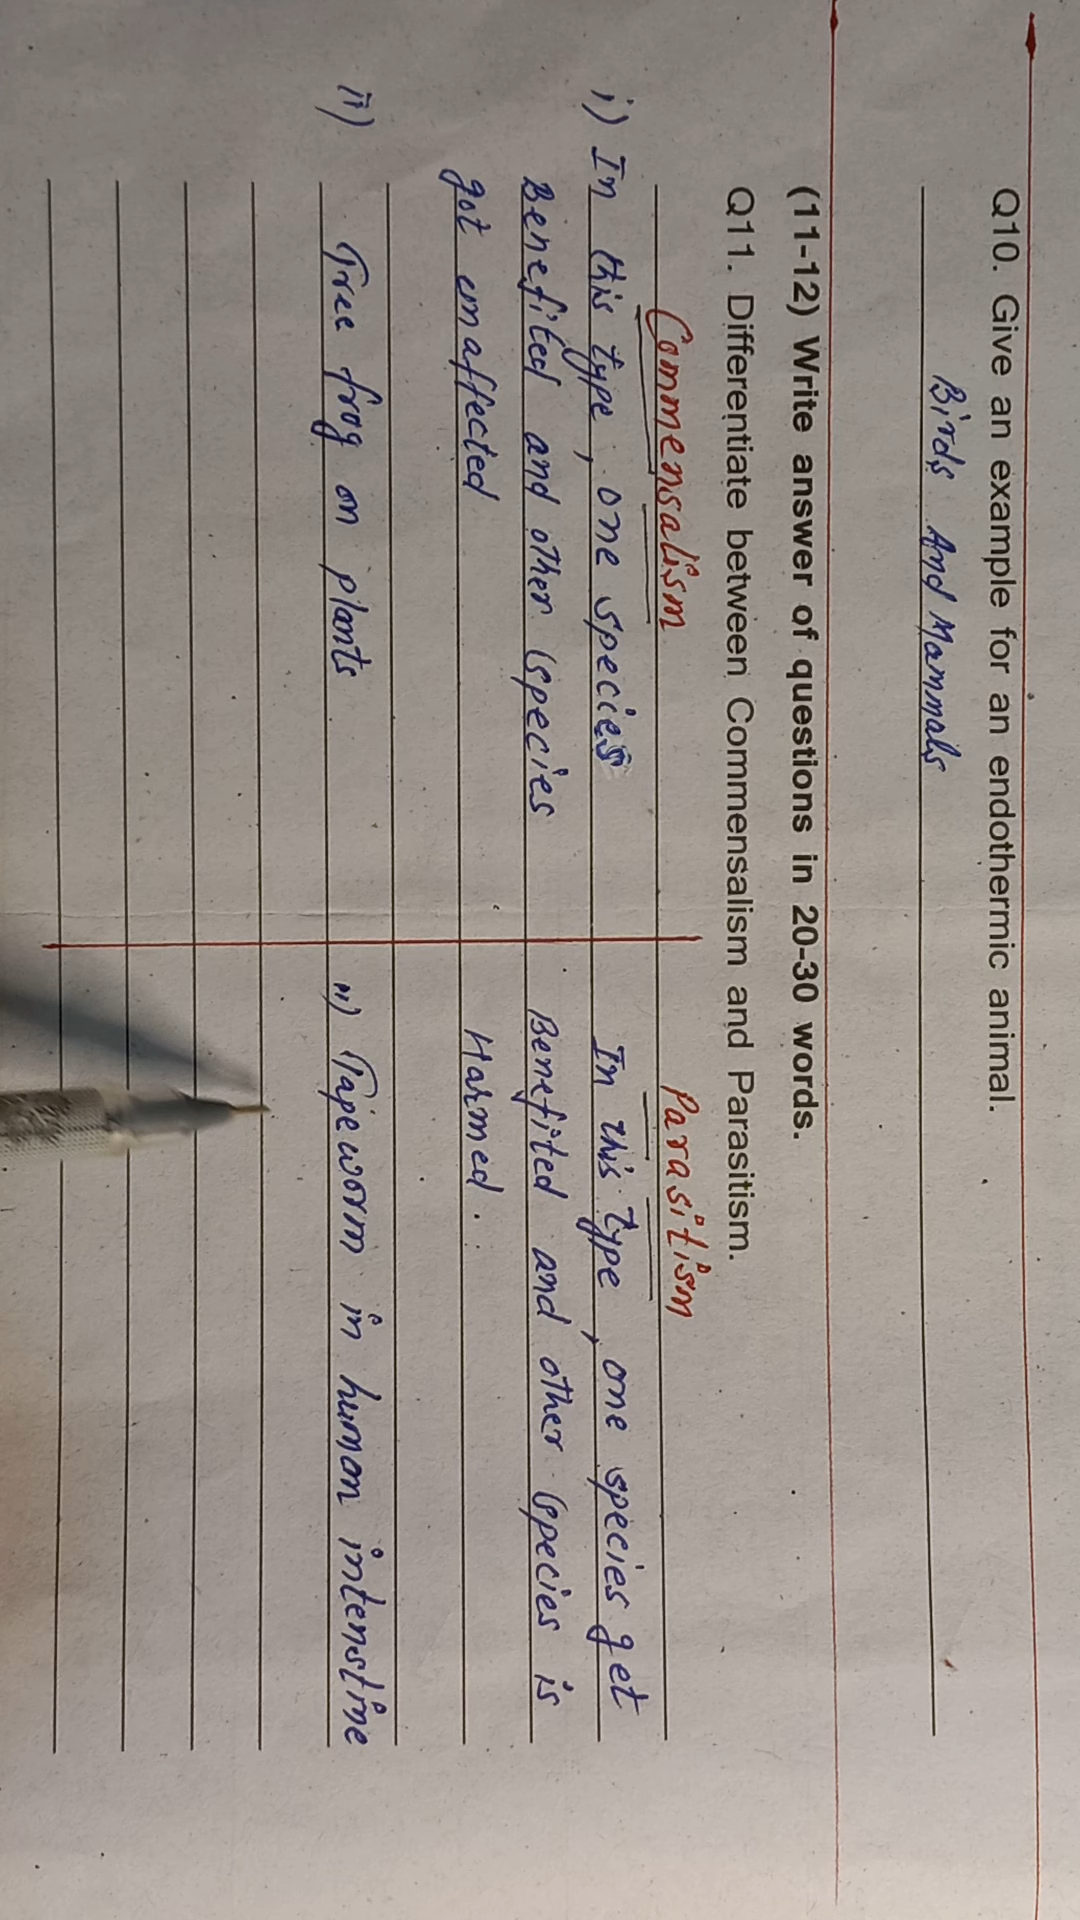 Q10. Give an example for an endothermic animal.
Birds And Mammals
(11-12) Write answer of questions in 20-30 words.
Q11. Differentiate between Commensalism and Parasitism.
Commensalism
i) In this type, one species
Benefited and other species
got unaffected
ii) Tree frog on plants
Parasitism
In this type, one species get
Benefited and other species is
Harmed.
ii) Tapeworm in human intenstine